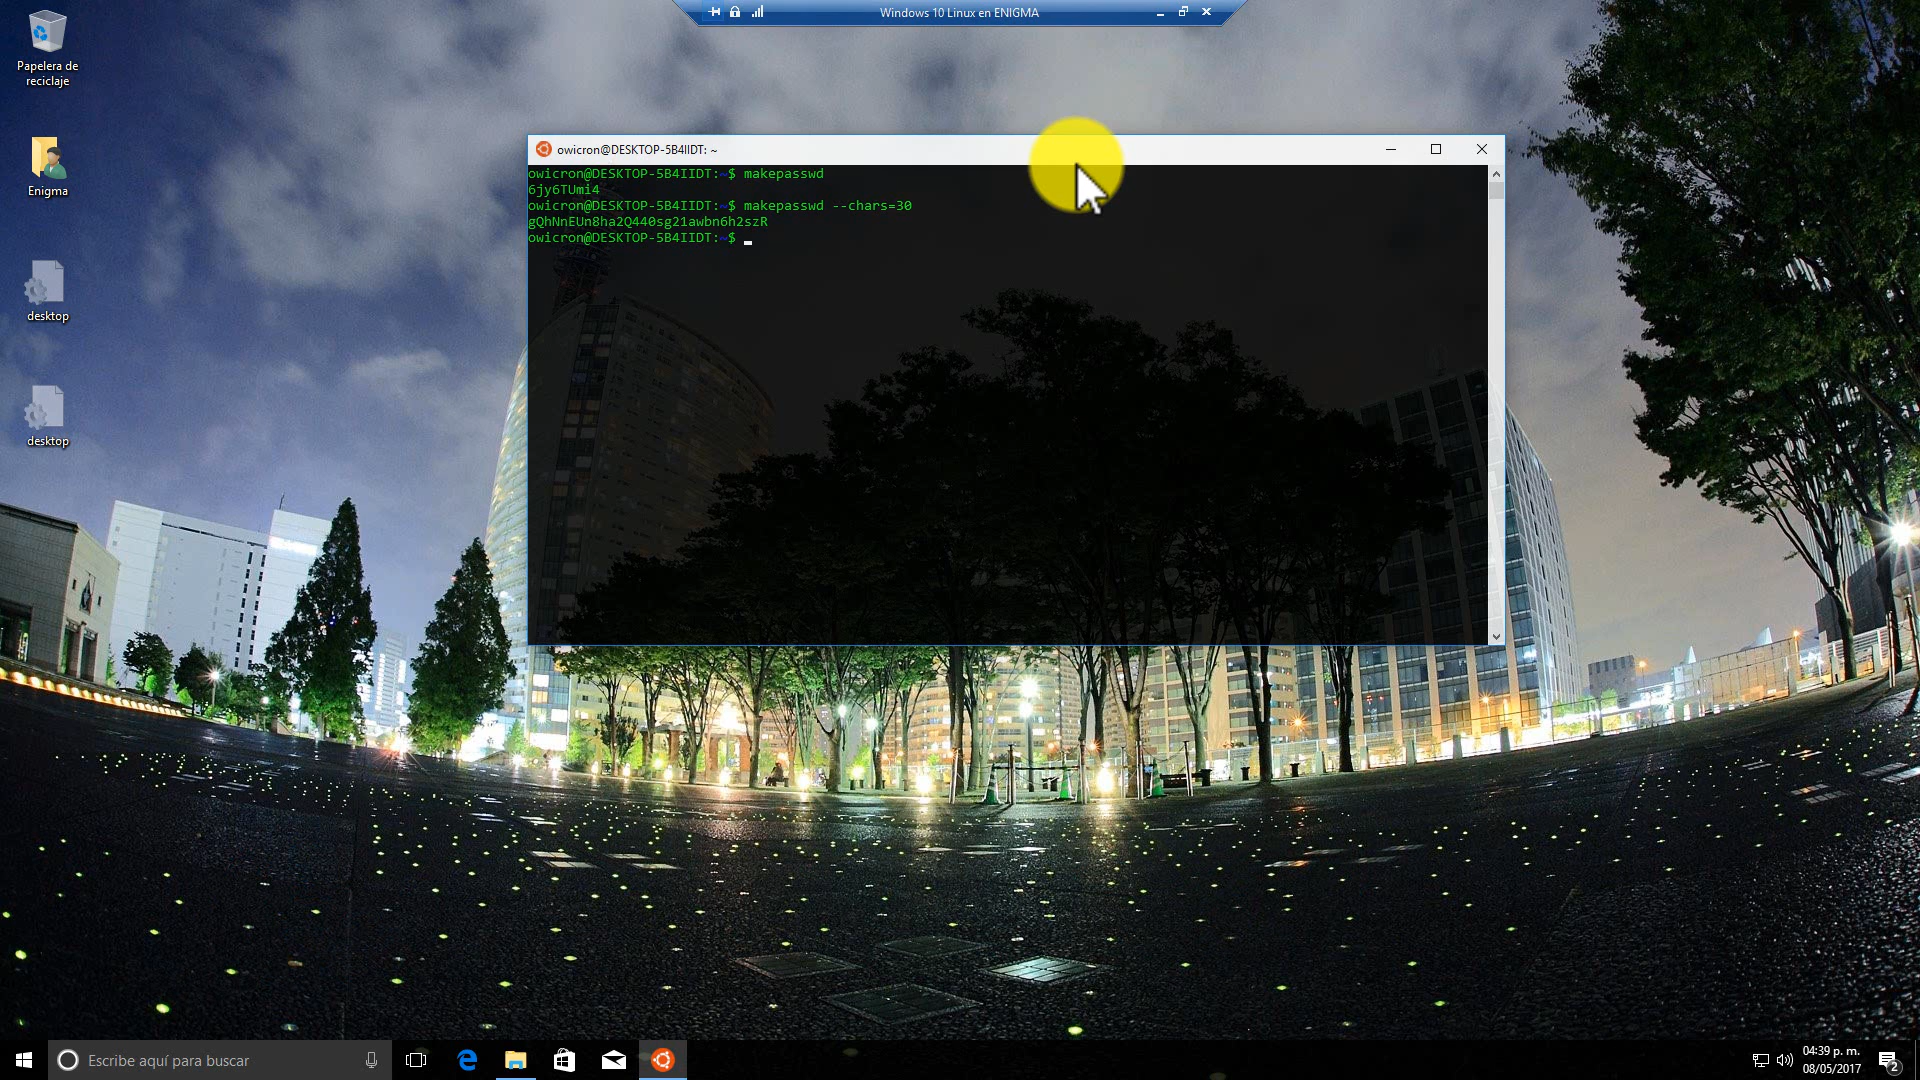 Windows 10 Linux en ENIGMA
Papelera de
reciclaje
Enigma
desktop
desktop
owicron@DESKTOP-5B4IIDT: ~
owicron@DESKTOP-5B4IIDT:~$ makepasswd
6jy6TUmi4
owicron@DESKTOP-5B4IIDT:~$ makepasswd --chars=30
gQhNnEUn8ha2Q440sg21awbn6h2szR
owicron@DESKTOP-5B4IIDT:~$
Escribe aquí para buscar
04:39 p. m.
08/05/2017
2